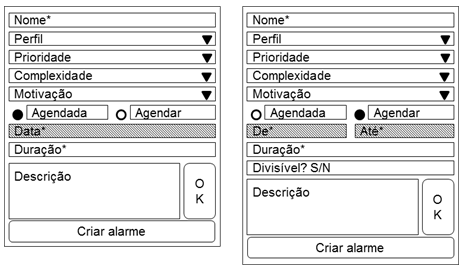 Nome*
Perfil
Prioridade
Complexidade
Motivação
Agendada Agendar
Data*
Duração*
Descrição
O
K
Criar alarme
Nome*
Perfil
Prioridade
Complexidade
Motivação
Agendada Agendar
De* Até*
Duração*
Divisível? S/N
Descrição
O
K
Criar alarme